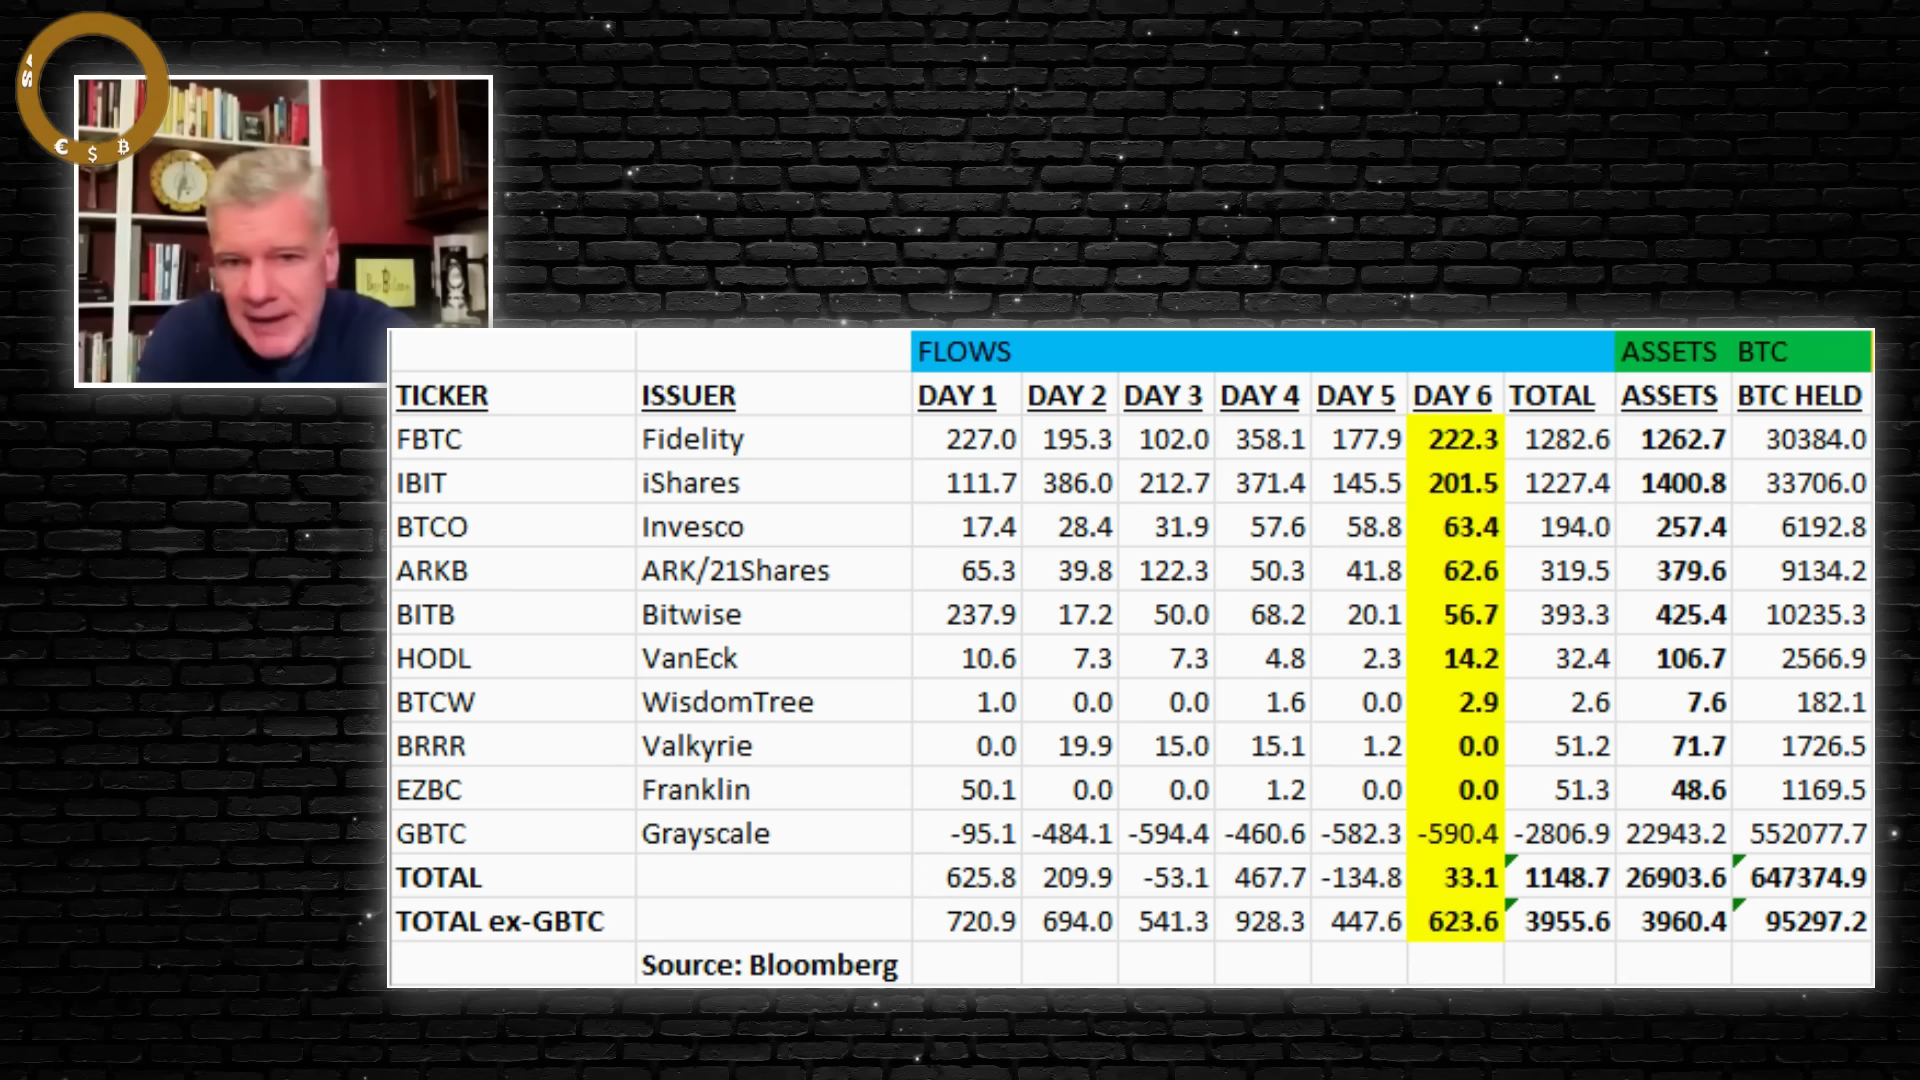 € $ ₿
FLOWS ASSETS BTC
TICKER ISSUER DAY 1 DAY 2 DAY 3 DAY 4 DAY 5 DAY 6 TOTAL ASSETS BTC HELD
FBTC Fidelity 227.0 195.3 102.0 358.1 177.9 222.3 1282.6 1262.7 30384.0
IBIT iShares 111.7 386.0 212.7 371.4 145.5 201.5 1227.4 1400.8 33706.0
BTCO Invesco 17.4 28.4 31.9 57.6 58.8 63.4 194.0 257.4 6192.8
ARKB ARK/21Shares 65.3 39.8 122.3 50.3 41.8 62.6 319.5 379.6 9134.2
BITB Bitwise 237.9 17.2 50.0 68.2 20.1 56.7 393.3 425.4 10235.3
HODL VanEck 10.6 7.3 7.3 4.8 2.3 14.2 32.4 106.7 2566.9
BTCW WisdomTree 1.0 0.0 0.0 1.6 0.0 2.9 2.6 7.6 182.1
BRRR Valkyrie 0.0 19.9 15.0 15.1 1.2 0.0 51.2 71.7 1726.5
EZBC Franklin 50.1 0.0 0.0 1.2 0.0 0.0 51.3 48.6 1169.5
GBTC Grayscale -95.1 -484.1 -594.4 -460.6 -582.3 -590.4 -2806.9 22943.2 552077.7
TOTAL 625.8 209.9 -53.1 467.7 -134.8 33.1 1148.7 26903.6 647374.9
TOTAL ex-GBTC 720.9 694.0 541.3 928.3 447.6 623.6 3955.6 3960.4 95297.2
Source: Bloomberg